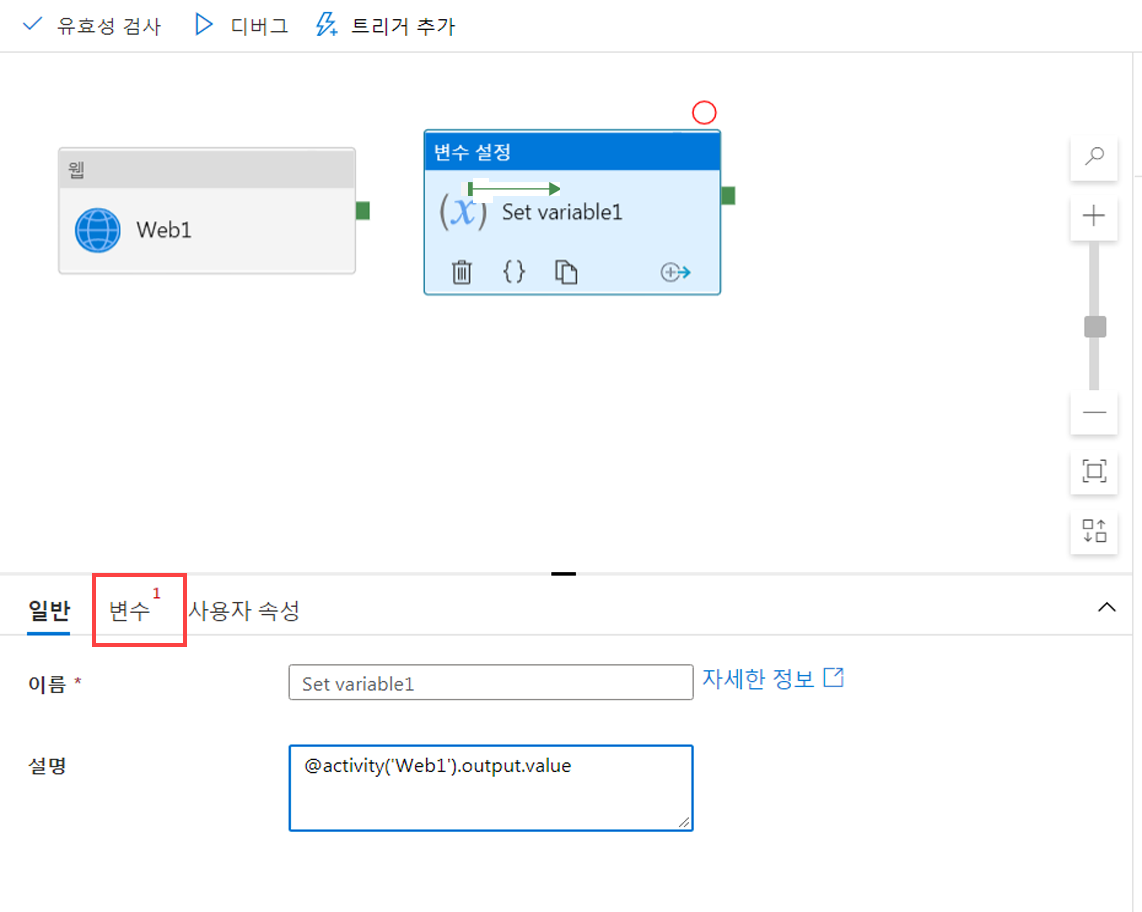 유효성 검사 디버그 트리거 추가
웹
Web1
변수 설정
(x) Set variable1
{}
일반 변수 1 사용자 속성
이름 * Set variable1 자세한 정보
설명 @activity('Web1').output.value